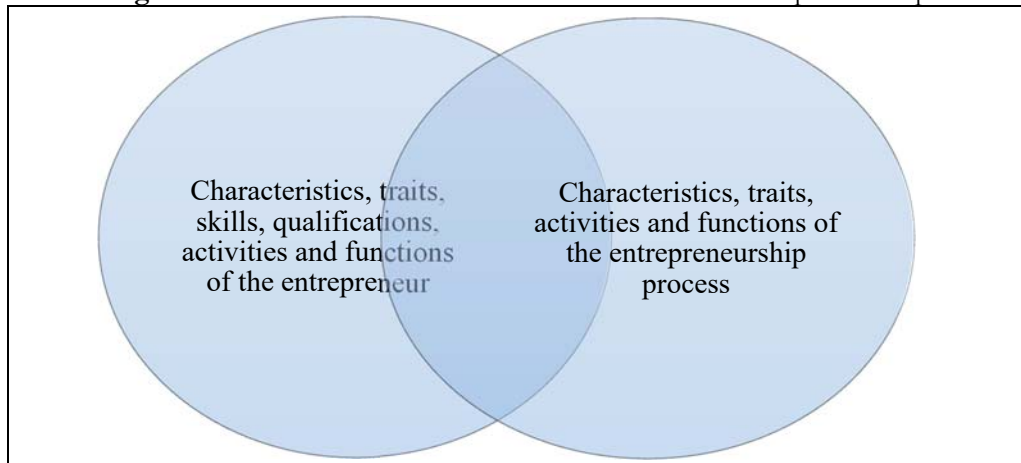 Characteristics, traits,
skills, qualifications,
activities and functions
of the entrepreneur
Characteristics, traits,
activities and functions of
the entrepreneurship
process